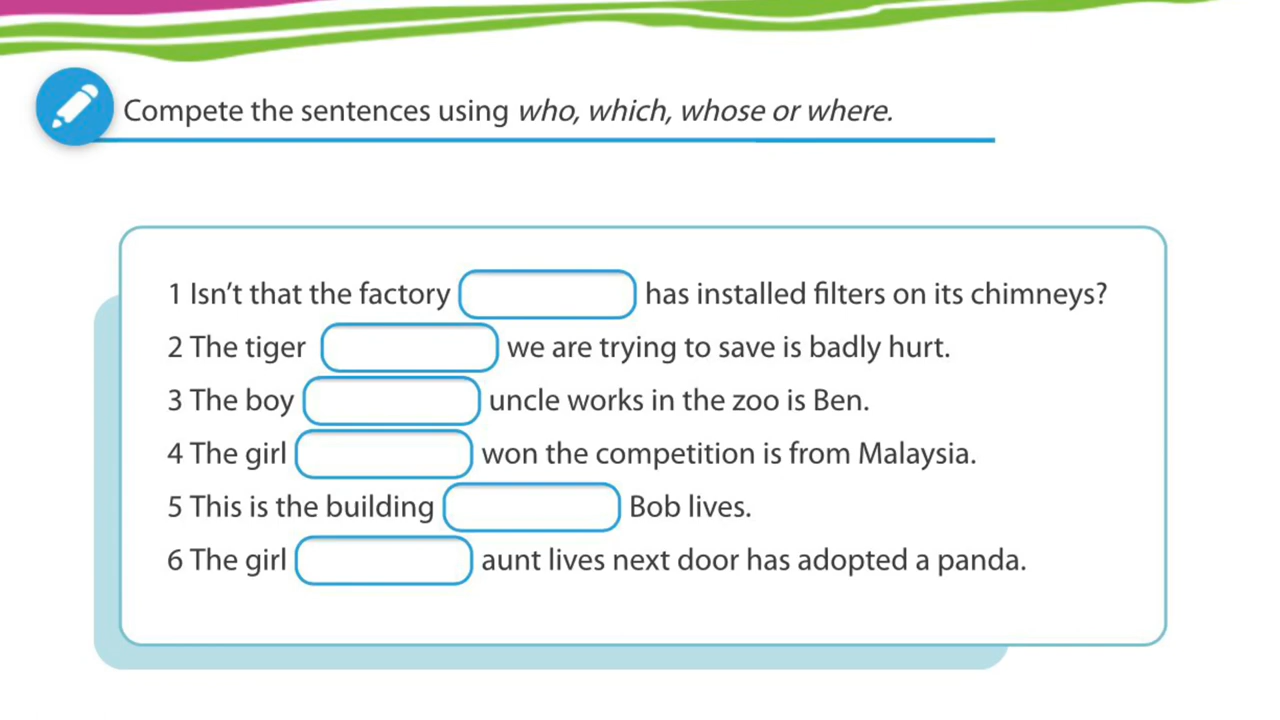 Compete the sentences using who, which, whose or where.
1 Isn't that the factory has installed filters on its chimneys?
2 The tiger we are trying to save is badly hurt.
3 The boy uncle works in the zoo is Ben.
4 The girl won the competition is from Malaysia.
5 This is the building Bob lives.
6 The girl aunt lives next door has adopted a panda.